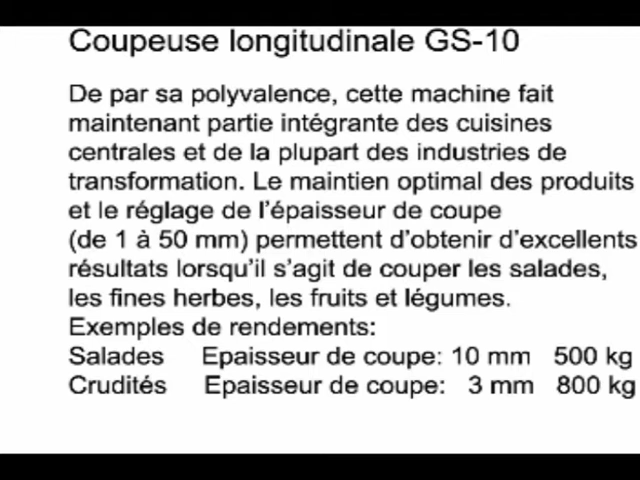 Coupeuse longitudinale GS-10
De par sa polyvalence, cette machine fait
maintenant partie intégrante des cuisines
centrales et de la plupart des industries de
transformation. Le maintien optimal des produits
et le réglage de l'épaisseur de coupe
(de 1 à 50 mm) permettent d'obtenir d'excellents
résultats lorsqu'il s'agit de couper les salades,
les fines herbes, les fruits et légumes.
Exemples de rendements:
Salades Epaisseur de coupe: 10 mm 500 kg
Crudités Epaisseur de coupe: 3 mm 800 kg